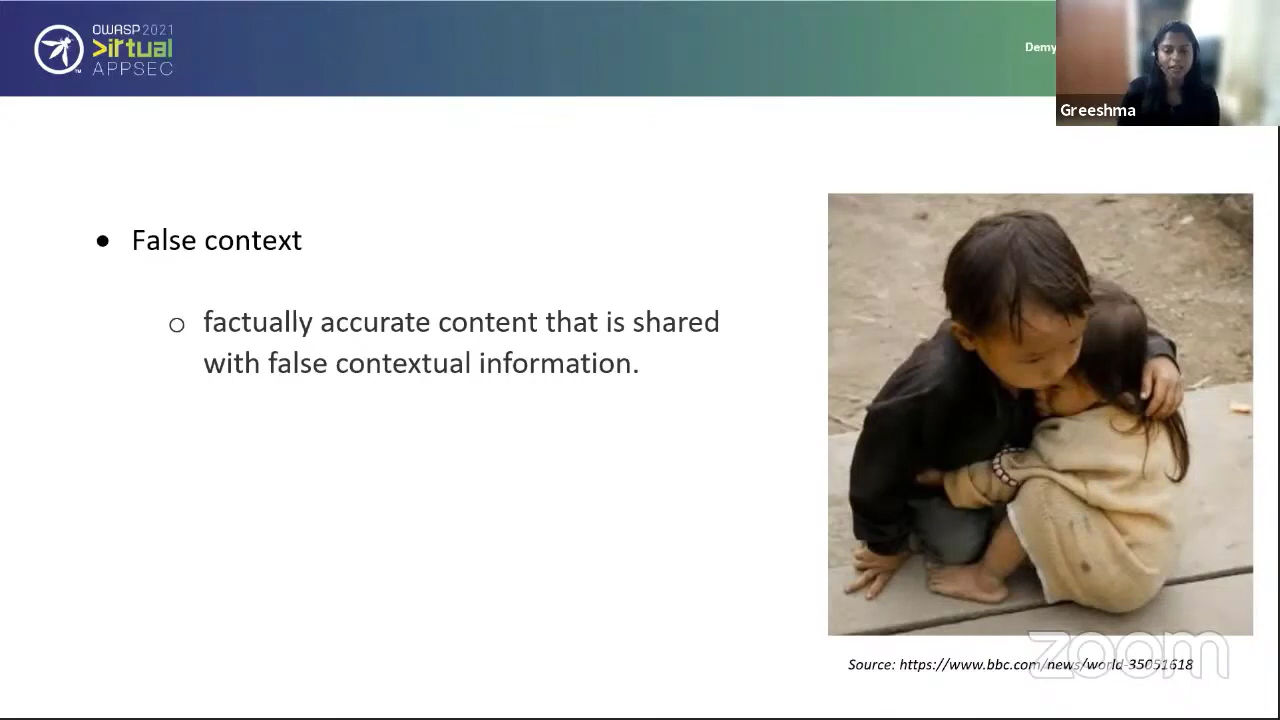 OWASP 2021
Virtual
APPSEC
Demy
Greeshma
False context
factually accurate content that is shared
with false contextual information.
Source: https://www.bbc.com/news/world-35051618
zoom